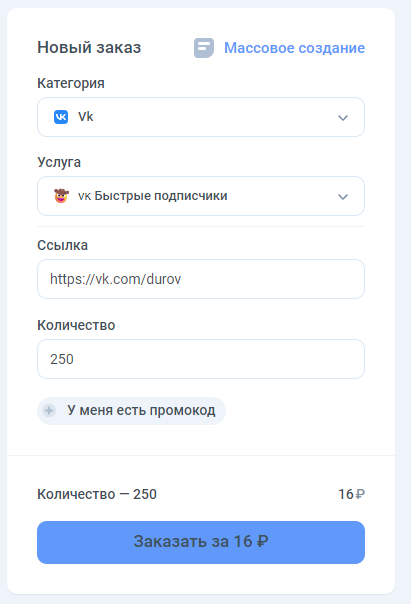 Новый заказ
Массовое создание
Категория
Vk
Услуга
vк Быстрые подписчики
Ссылка
https://vk.com/durov
Количество
250
У меня есть промокод
Количество — 250
16 ₽
Заказать за 16 ₽